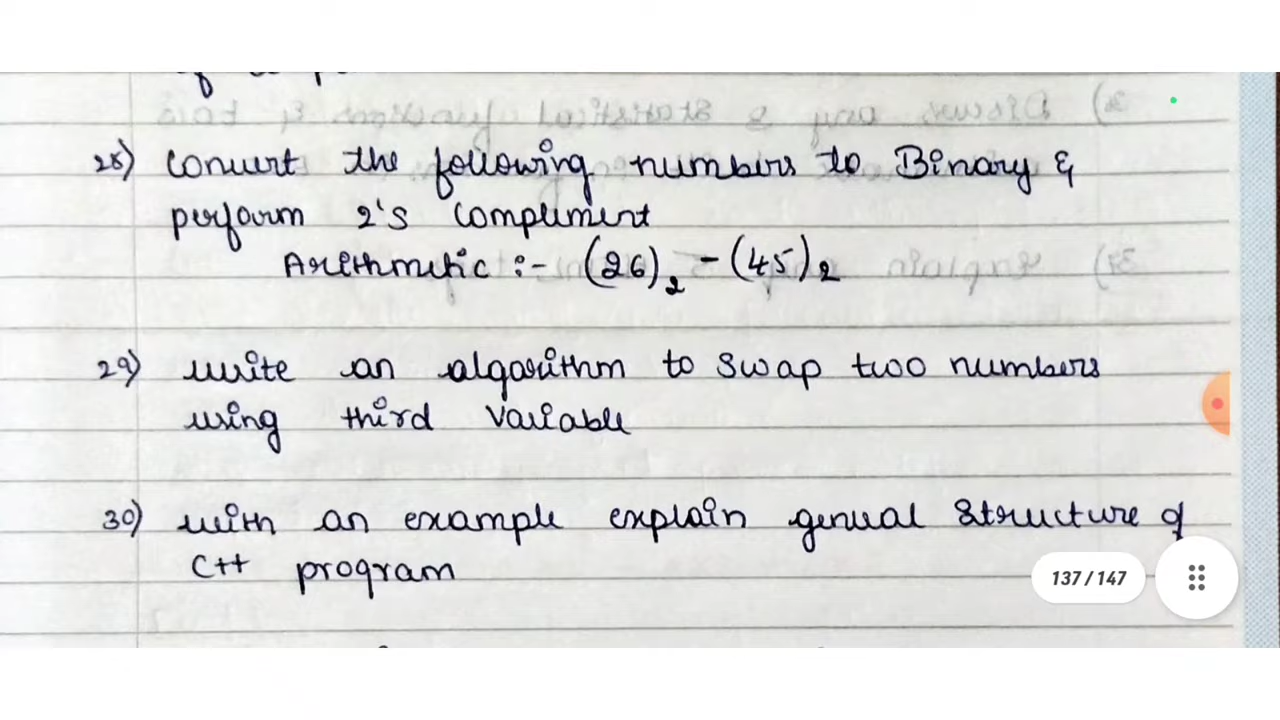 28) Convert the following numbers to Binary &
perform 2's Compliment
Arithmetic :- (26)₂ - (45)₂
29) write an algorithm to Swap two numbers
using third Variable
30) with an example explain general Structure of
C++ program
137/147